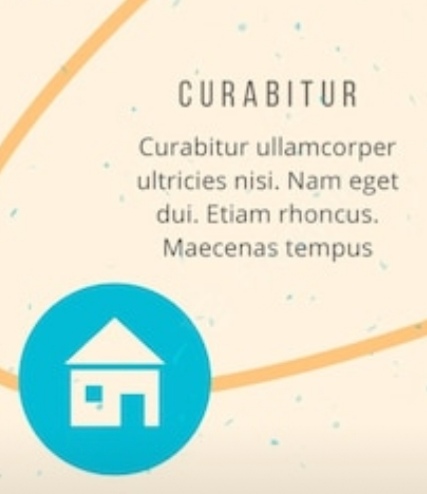 CURABITUR
Curabitur ullamcorper
ultricies nisi. Nam eget
dui. Etiam rhoncus.
Maecenas tempus